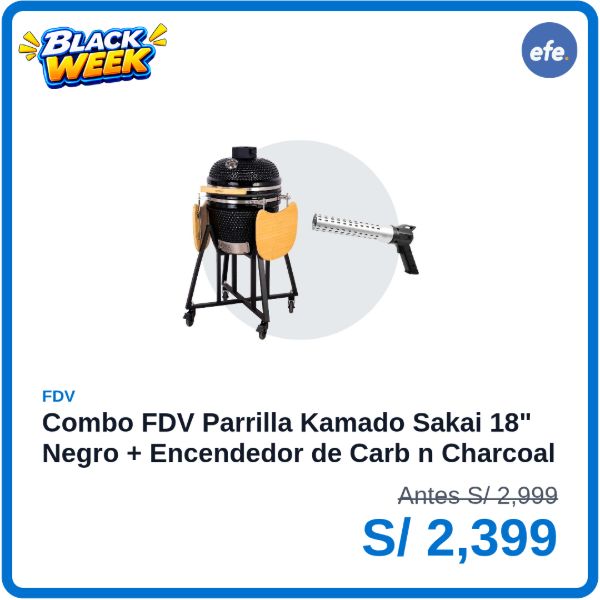 BLACK
WEEK
efe.
FDV
Combo FDV Parrilla Kamado Sakai 18"
Negro + Encendedor de Carb n Charcoal
Antes S/ 2,999
S/ 2,399